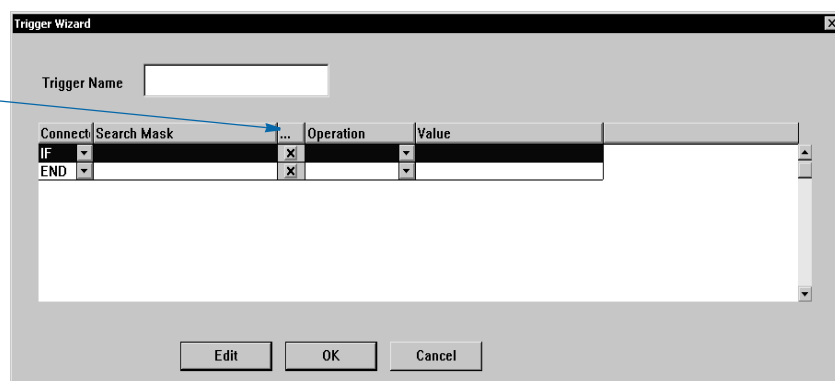 Trigger Wizard
Trigger Name
Connect Search Mask ... Operation Value
IF
END
Edit OK Cancel